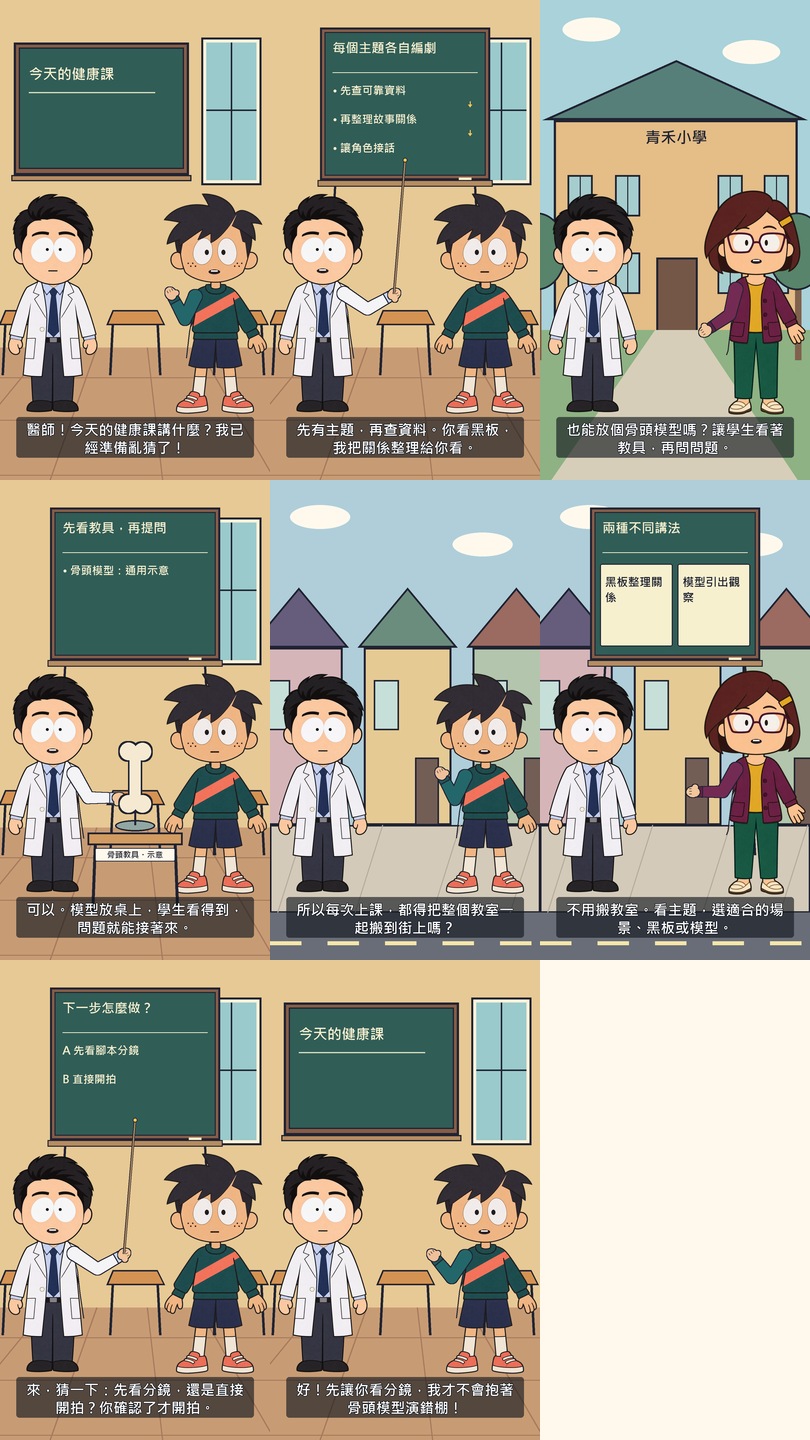 今天的健康課
醫師！今天的健康課講什麼？我已
經準備亂猜了！
每個主題各自編劇
• 先查可靠資料
↓
• 再整理故事關係
↓
• 讓角色接話
先有主題，再查資料。你看黑板，
我把關係整理給你看。
青禾小學
也能放個骨頭模型嗎？讓學生看著
教具，再問問題。
先看教具，再提問
• 骨頭模型：通用示意
骨頭教具・示意
可以。模型放桌上，學生看得到，
問題就能接著來。
所以每次上課，都得把整個教室一
起搬到街上嗎？
兩種不同講法
黑板整理關
係
模型引出觀
察
不用搬教室。看主題，選適合的場
景、黑板或模型。
下一步怎麼做？
A 先看腳本分鏡
B 直接開拍
來，猜一下：先看分鏡，還是直接
開拍？你確認了才開拍。
今天的健康課
好！先讓你看分鏡，我才不會抱著
骨頭模型演錯棚！